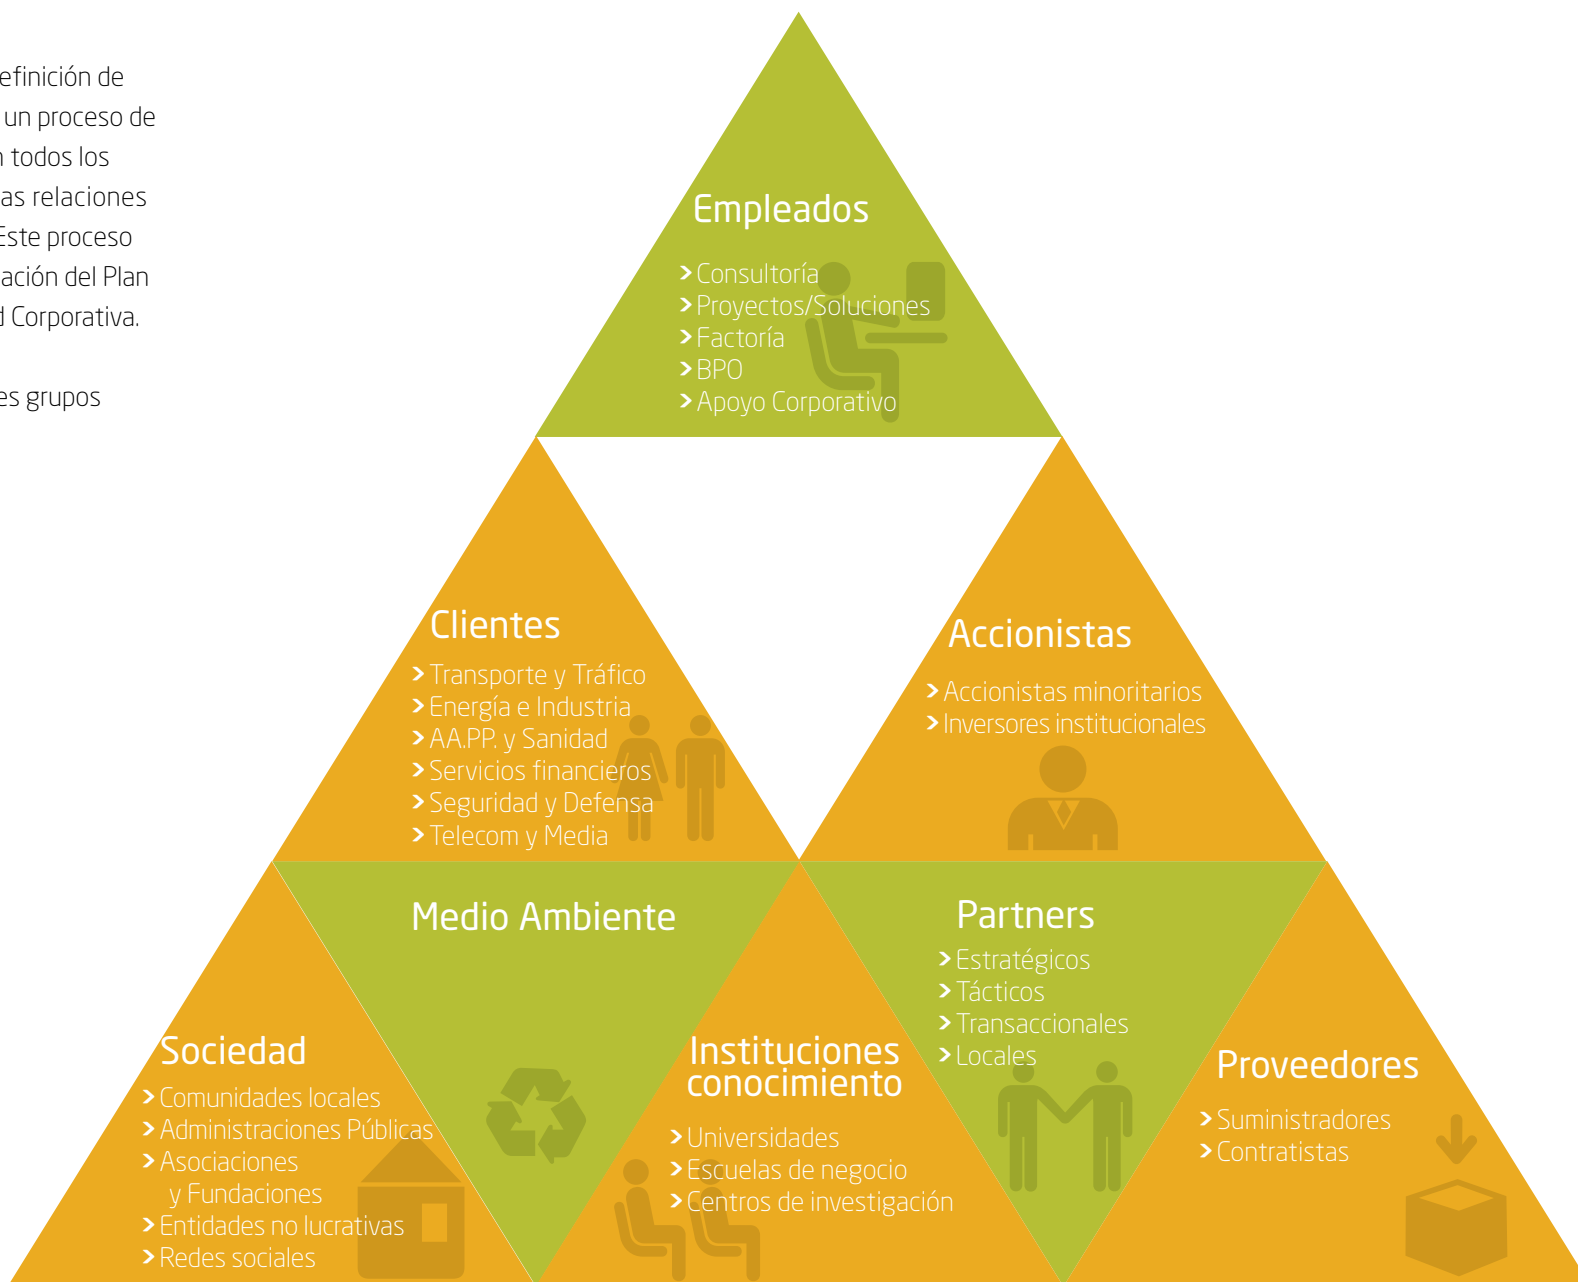 efinición de
un proceso de
n todos los
as relaciones
Este proceso
ación del Plan
d Corporativa.
es grupos
Empleados
> Consultoría
> Proyectos/Soluciones
> Factoría
> BPO
> Apoyo Corporativo
Clientes
> Transporte y Tráfico
> Energía e Industria
> AA.PP. y Sanidad
> Servicios financieros
> Seguridad y Defensa
> Telecom y Media
Accionistas
> Accionistas minoritarios
> Inversores institucionales
Medio Ambiente
Partners
> Estratégicos
> Tácticos
> Transaccionales
> Locales
Sociedad
> Comunidades locales
> Administraciones Públicas
> Asociaciones
y Fundaciones
> Entidades no lucrativas
> Redes sociales
Instituciones
conocimiento
> Universidades
> Escuelas de negocio
> Centros de investigación
Proveedores
> Suministradores
> Contratistas